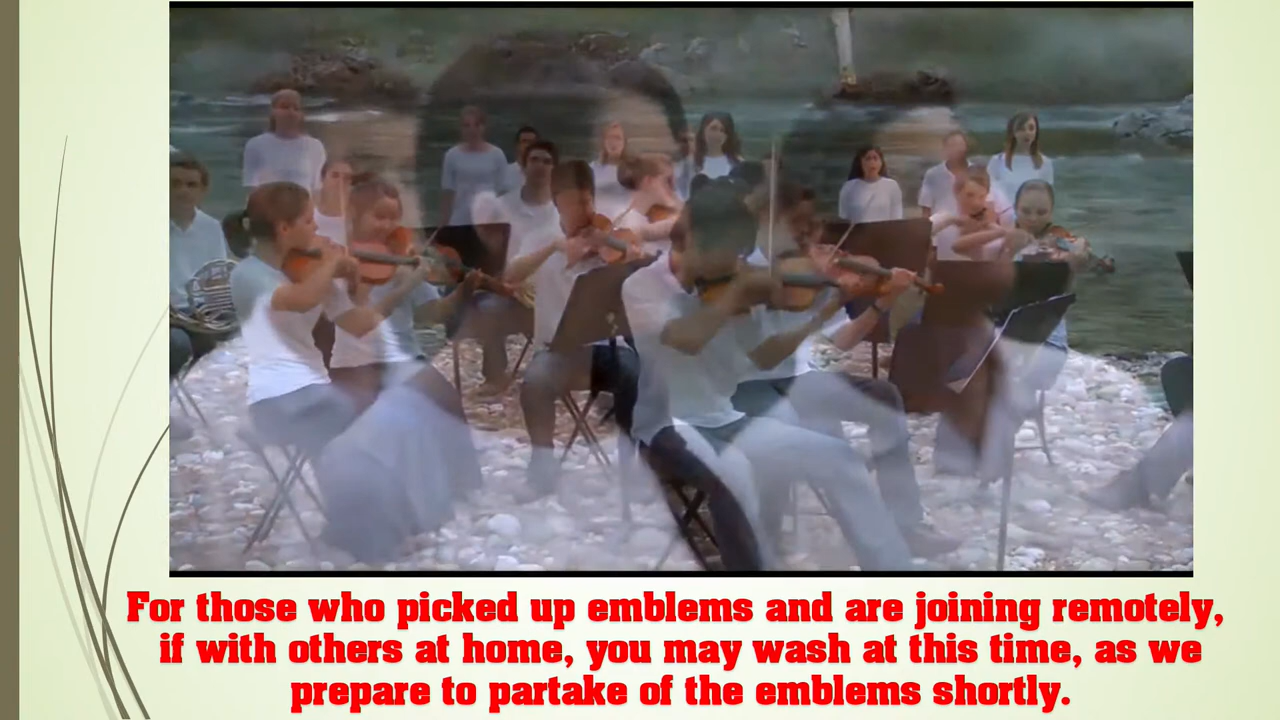 For those who picked up emblems and are joining remotely,
if with others at home, you may wash at this time, as we
prepare to partake of the emblems shortly.